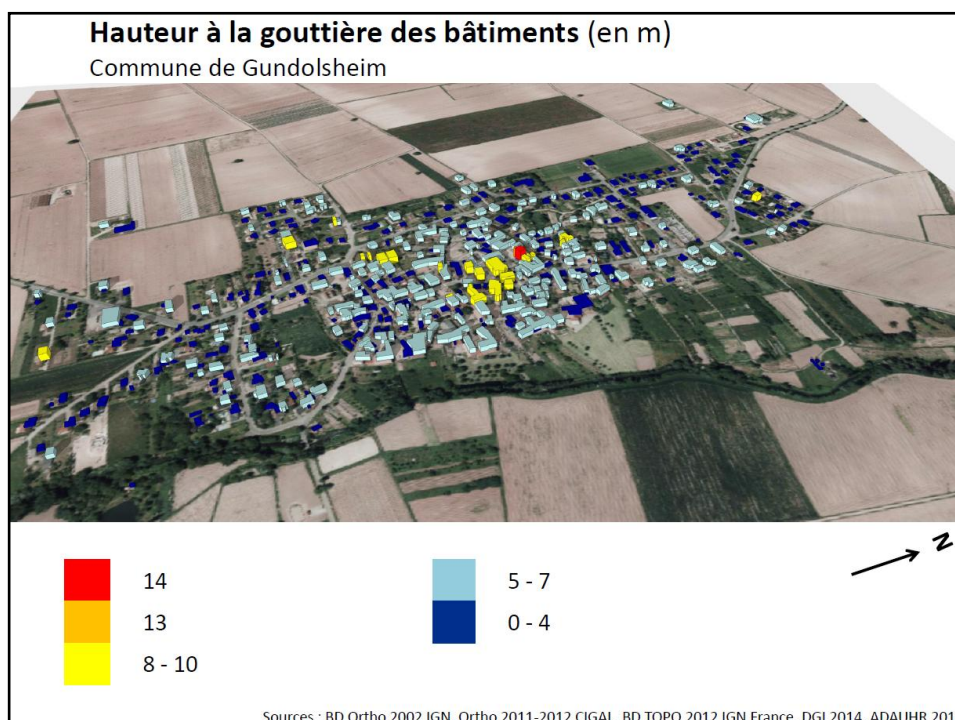 Hauteur à la gouttière des bâtiments (en m)
Commune de Gundolsheim
N
14
13
8 - 10
5 - 7
0 - 4
Sources : BD Ortho 2002 IGN, Ortho 2011-2012 CIGAL, BD TOPO 2012 IGN France, DGI 2014, ADAUHR